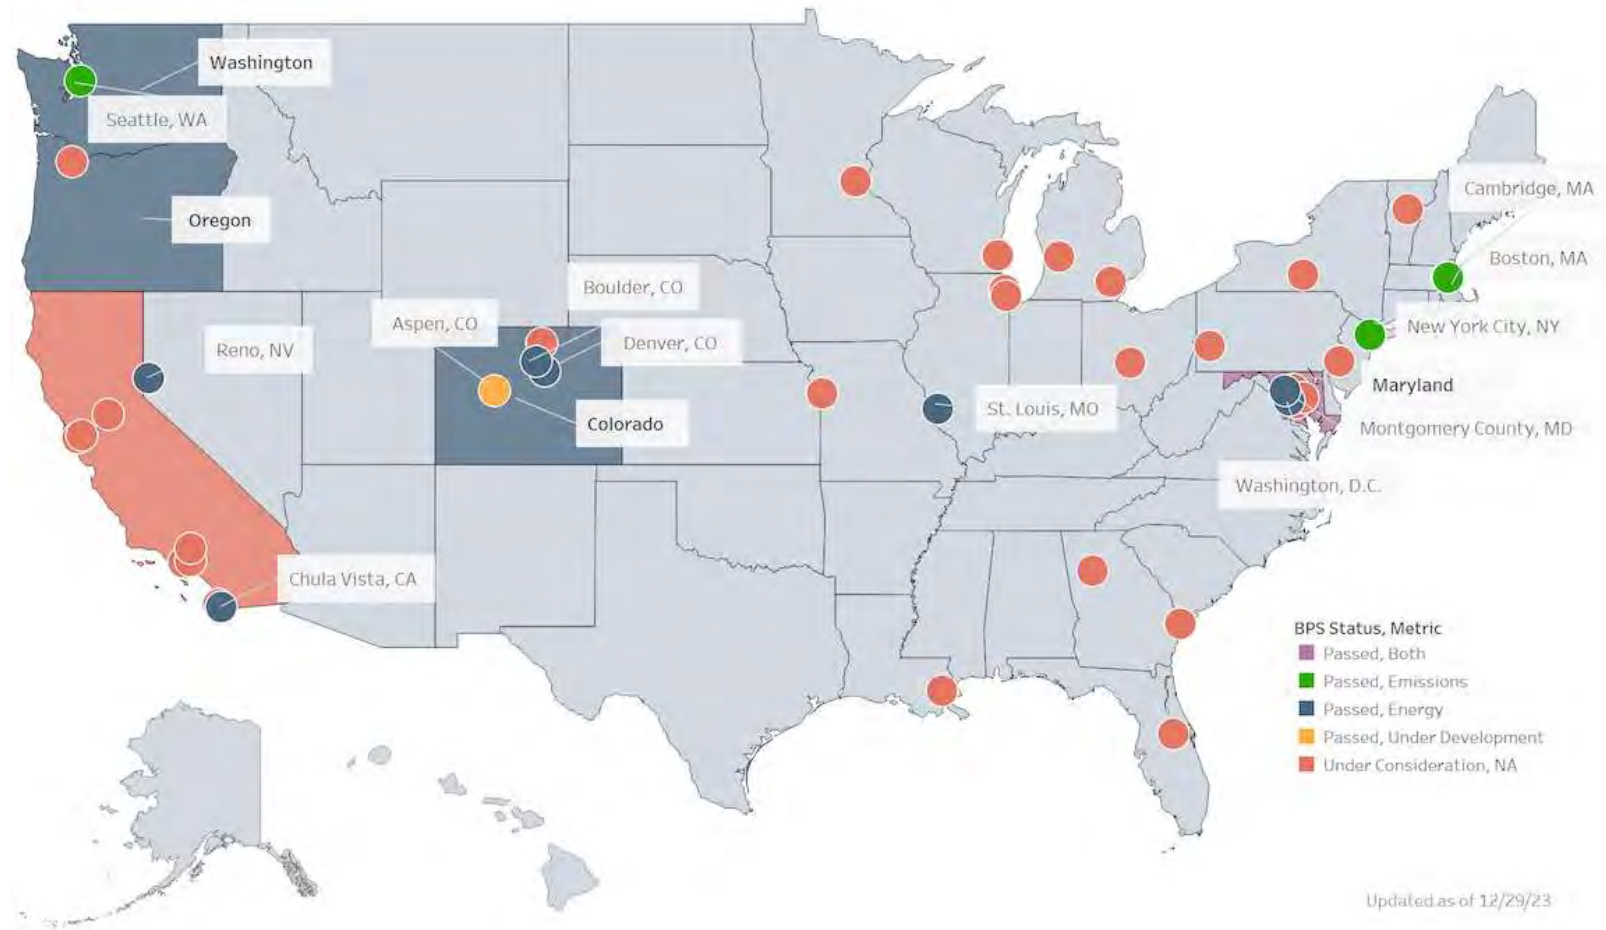 Washington
Seattle, WA
Oregon
Cambridge, MA
Boston, MA
Boulder, CO
Aspen, CO
Denver, CO
Reno, NV
New York City, NY
Maryland
Colorado
St. Louis, MO
Montgomery County, MD
Washington, D.C.
Chula Vista, CA
BPS Status, Metric
Passed, Both
Passed, Emissions
Passed, Energy
Passed, Under Development
Under Consideration, NA
Updated as of 12/29/23